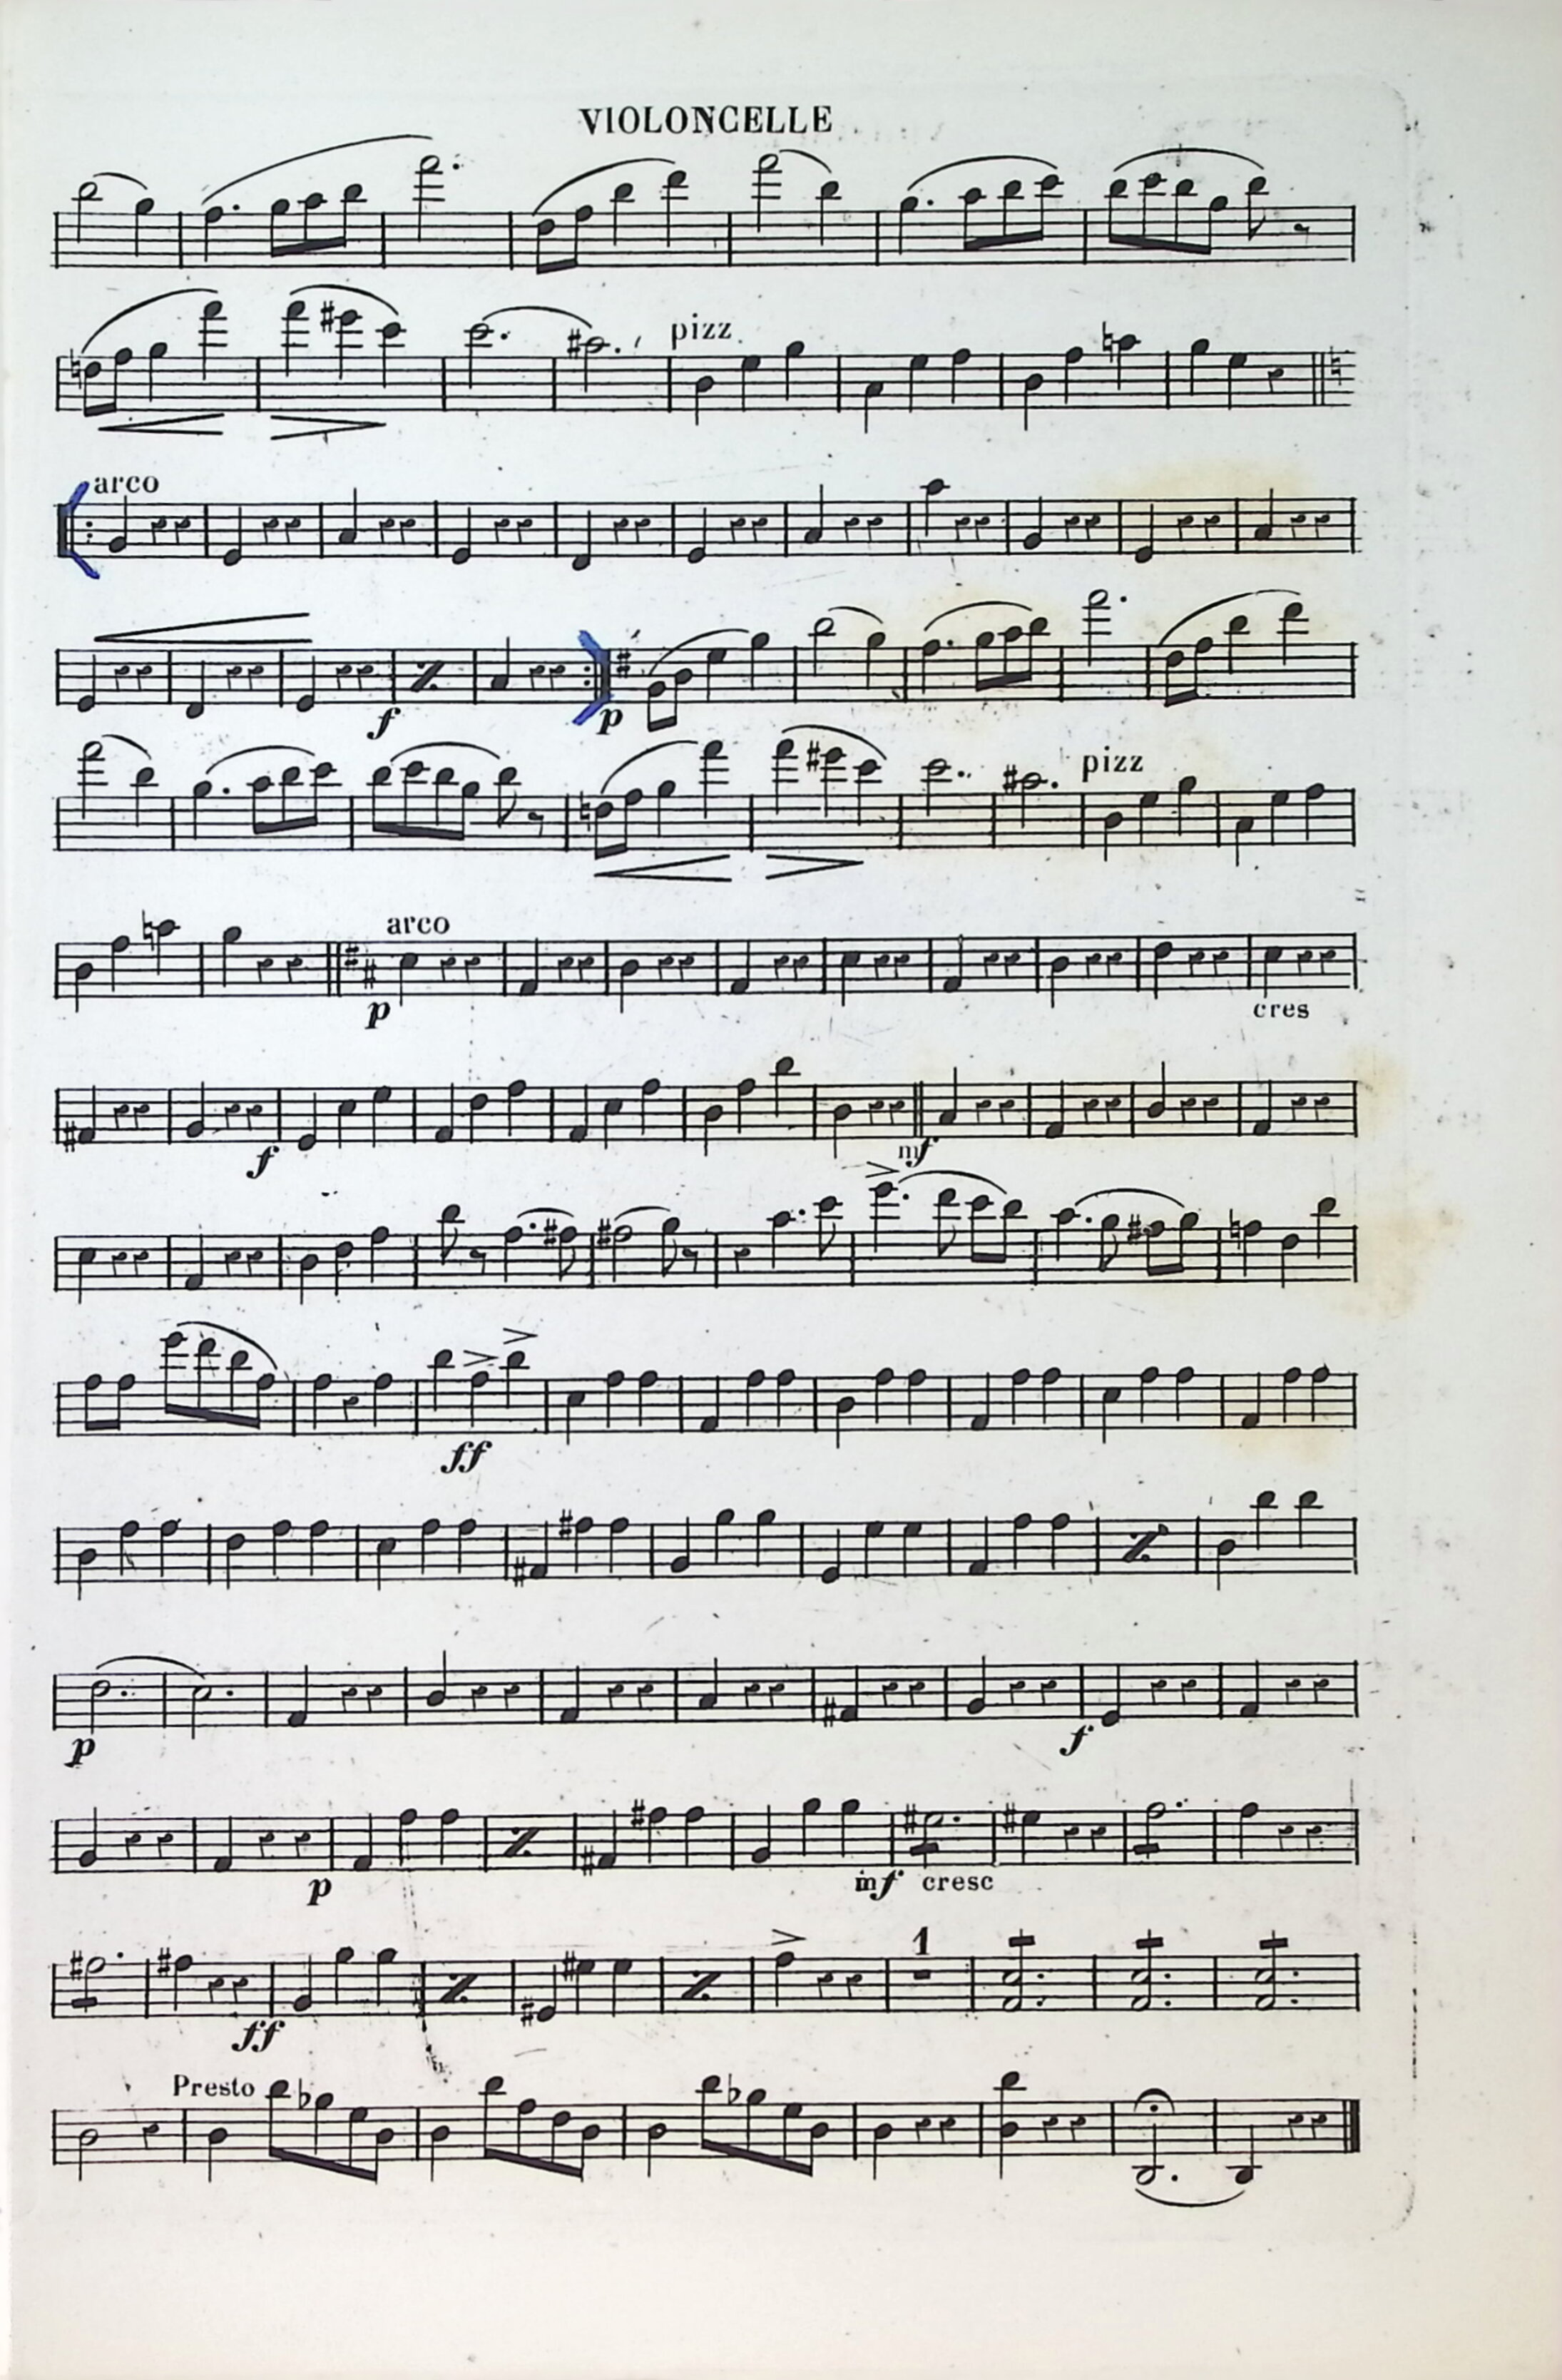 VIOLONCELLE
pizz
arco
f
p
pizz
arco
p
cres
f
mf
ff
p
f
p
mf cresc
1
ff
Presto